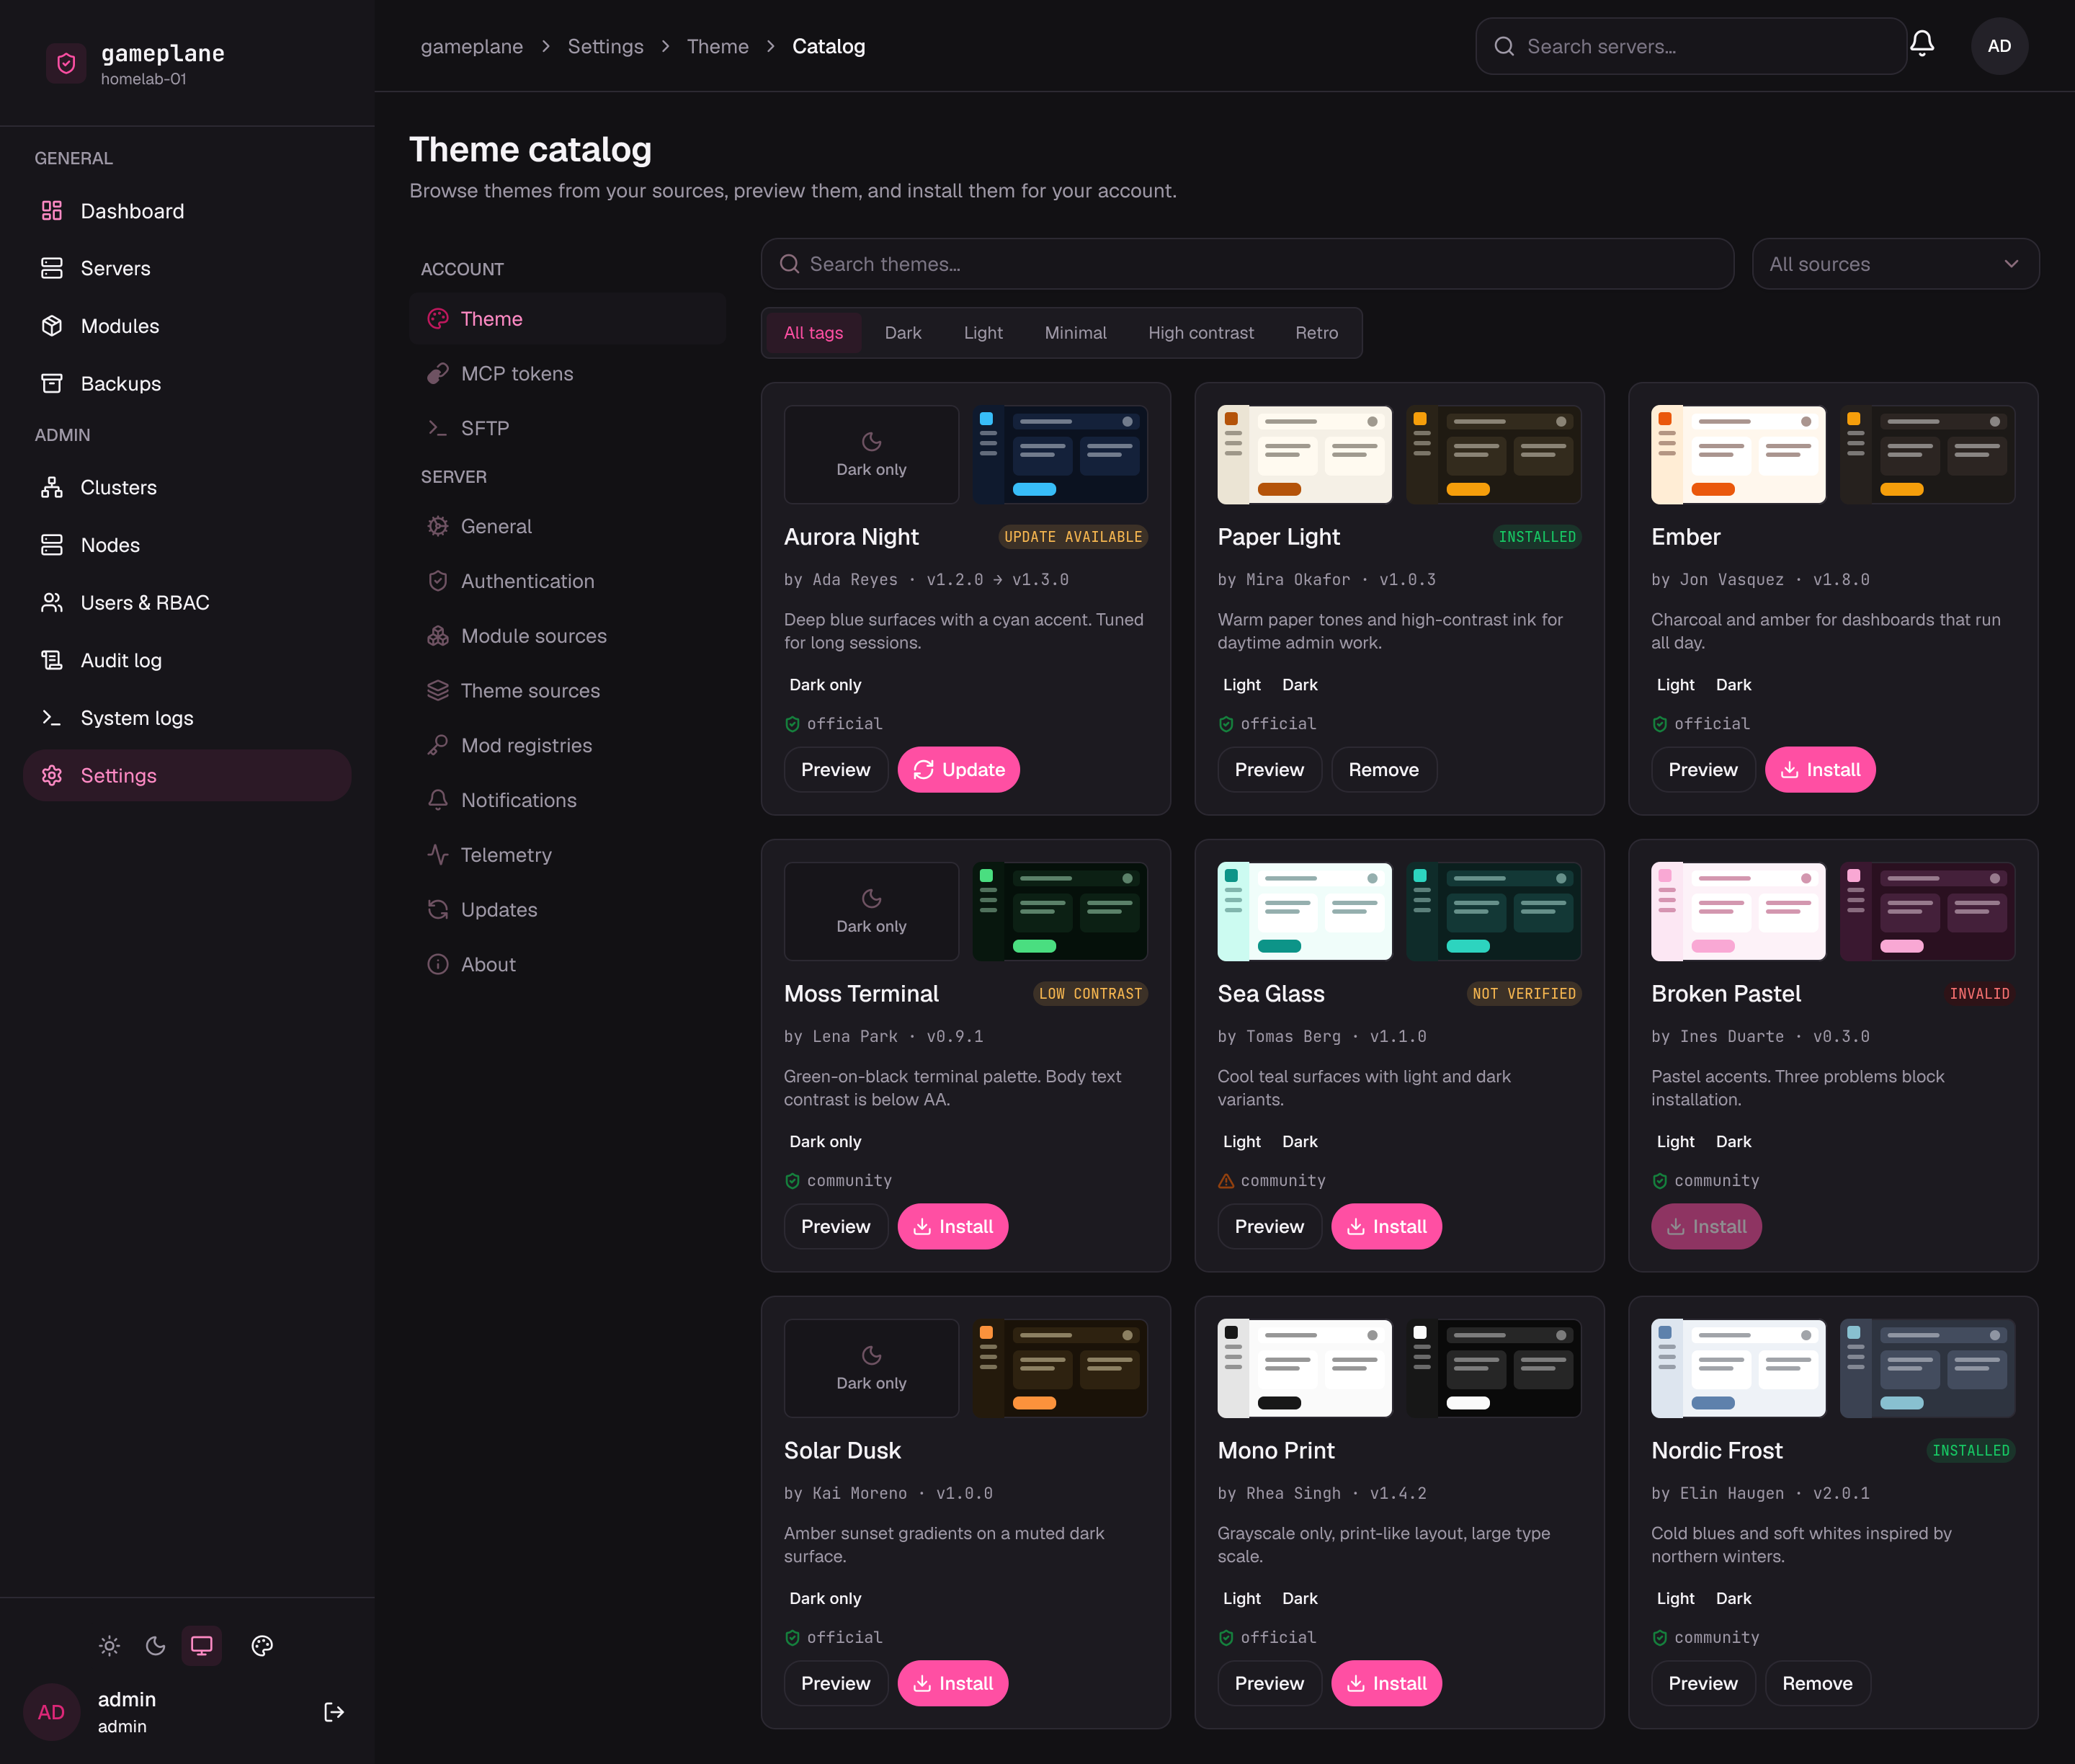 gameplane
homelab-01
GENERAL
Dashboard
Servers
Modules
Backups
ADMIN
Clusters
Nodes
Users & RBAC
Audit log
System logs
Settings
AD
admin
admin
gameplane > Settings > Theme > Catalog
Search servers...
AD
Theme catalog
Browse themes from your sources, preview them, and install them for your account.
ACCOUNT
Theme
MCP tokens
SFTP
SERVER
General
Authentication
Module sources
Theme sources
Mod registries
Notifications
Telemetry
Updates
About
Search themes...
All sources
All tags Dark Light Minimal High contrast Retro
Dark only
Aurora Night UPDATE AVAILABLE
by Ada Reyes · v1.2.0 → v1.3.0
Deep blue surfaces with a cyan accent. Tuned
for long sessions.
Dark only
official
Preview Update
Paper Light INSTALLED
by Mira Okafor · v1.0.3
Warm paper tones and high-contrast ink for
daytime admin work.
Light Dark
official
Preview Remove
Ember
by Jon Vasquez · v1.8.0
Charcoal and amber for dashboards that run
all day.
Light Dark
official
Preview Install
Dark only
Moss Terminal LOW CONTRAST
by Lena Park · v0.9.1
Green-on-black terminal palette. Body text
contrast is below AA.
Dark only
community
Preview Install
Sea Glass NOT VERIFIED
by Tomas Berg · v1.1.0
Cool teal surfaces with light and dark
variants.
Light Dark
community
Preview Install
Broken Pastel INVALID
by Ines Duarte · v0.3.0
Pastel accents. Three problems block
installation.
Light Dark
community
Install
Dark only
Solar Dusk
by Kai Moreno · v1.0.0
Amber sunset gradients on a muted dark
surface.
Dark only
official
Preview Install
Mono Print
by Rhea Singh · v1.4.2
Grayscale only, print-like layout, large type
scale.
Light Dark
official
Preview Install
Nordic Frost INSTALLED
by Elin Haugen · v2.0.1
Cold blues and soft whites inspired by
northern winters.
Light Dark
community
Preview Remove